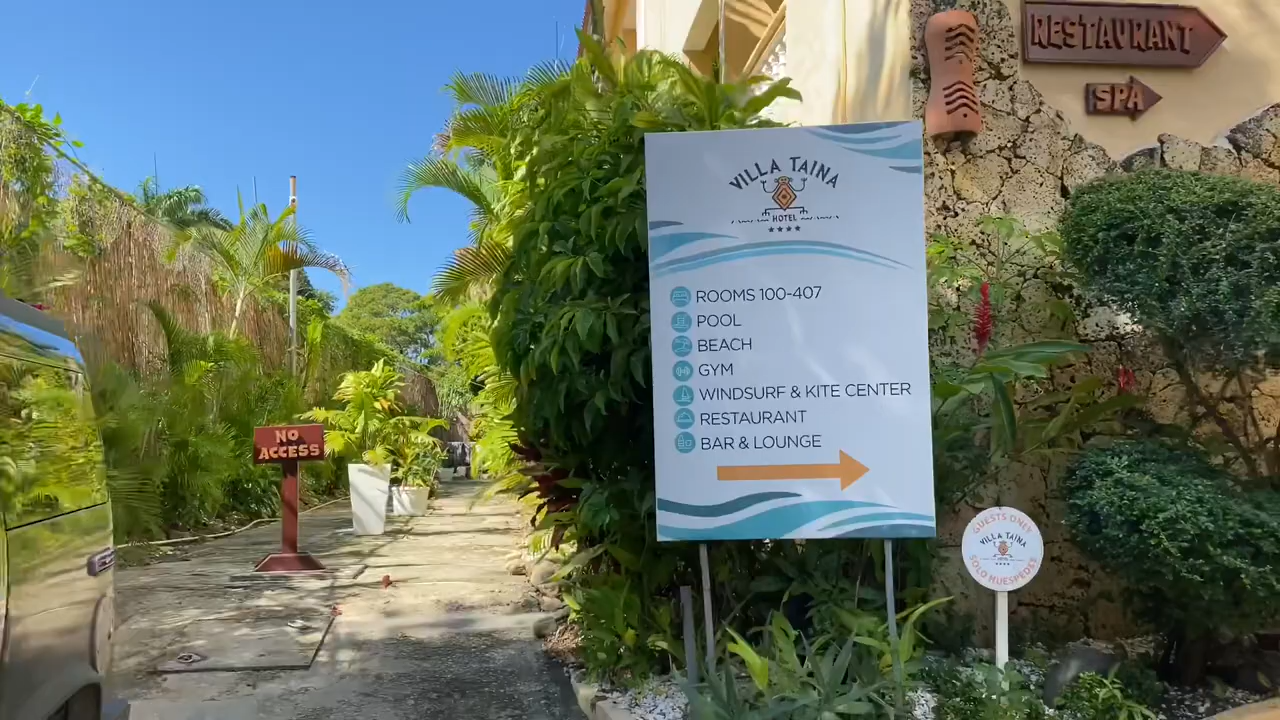 RESTAURANT
SPA
VILLA TAINA
HOTEL
ROOMS 100-407
POOL
BEACH
GYM
WINDSURF & KITE CENTER
RESTAURANT
BAR & LOUNGE
NO
ACCESS
GUESTS ONLY
VILLA TAINA
SOLO HUESPEDES